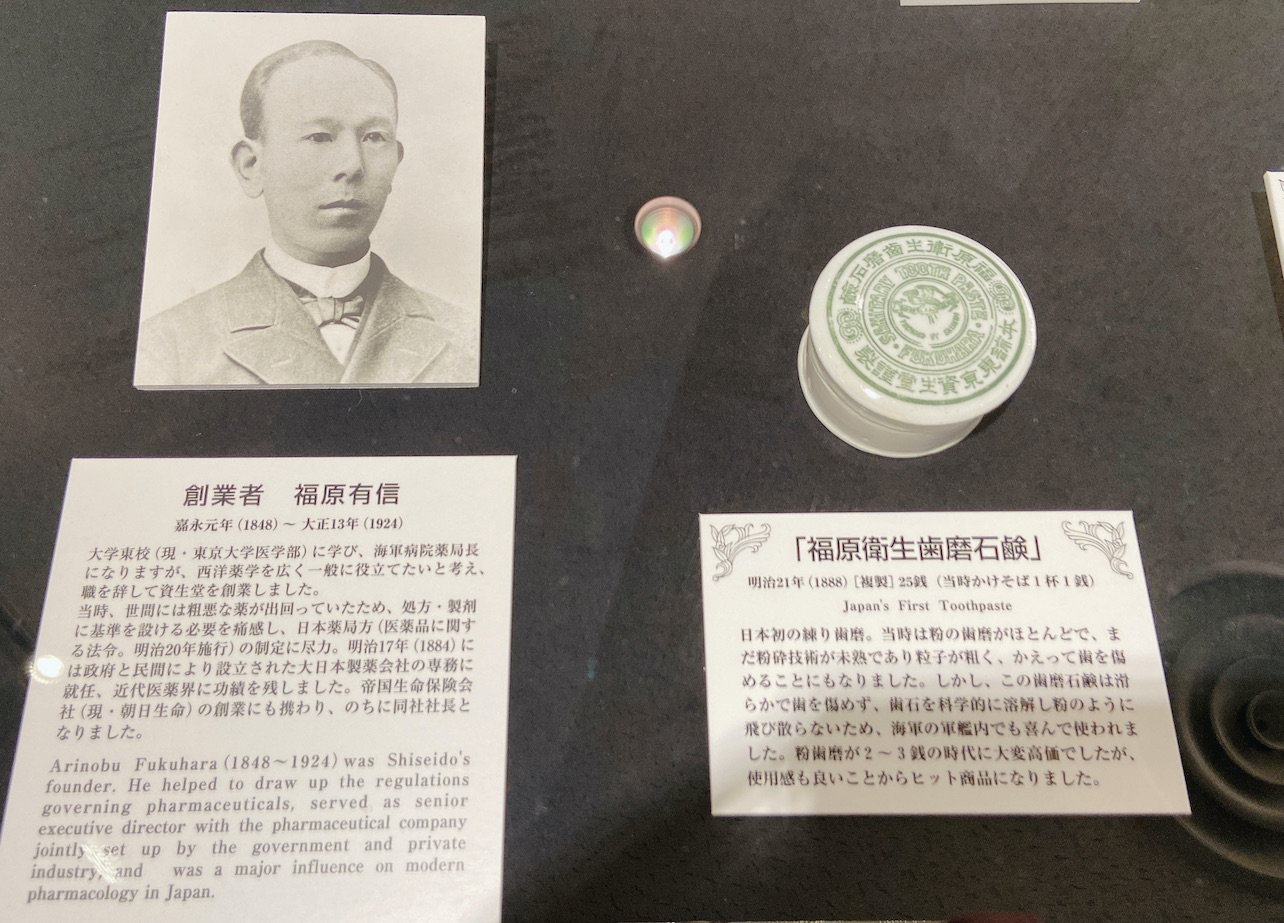 創業者　福原有信
嘉永元年（1848）～ 大正13年（1924）
大学東校（現・東京大学医学部）に学び、海軍病院薬局長
になりますが、西洋薬学を広く一般に役立てたいと考え、
職を辞して資生堂を創業しました。
当時、世間には粗悪な薬が出回っていたため、処方・製剤
に基準を設ける必要を痛感し、日本薬局方（医薬品に関す
る法令。明治20年施行）の制定に尽力。明治17年（1884）に
は政府と民間により設立された大日本製薬会社の専務に
就任、近代医薬界に功績を残しました。帝国生命保険会
社（現・朝日生命）の創業にも携わり、のちに同社社長と
なりました。
Arinobu Fukuhara (1848～1924) was Shiseido's
founder. He helped to draw up the regulations
governing pharmaceuticals, served as senior
executive director with the pharmaceutical company
jointly set up by the government and private
industry, and was a major influence on modern
pharmacology in Japan.
福原衛生歯磨石鹸
SANITARY TOOTH PASTE
FUKUHARA
本舗東京資生堂謹製
「福原衛生歯磨石鹸」
明治21年（1888）［複製］25銭（当時かけそば1杯1銭）
Japan's First Toothpaste
日本初の練り歯磨。当時は粉の歯磨がほとんどで、ま
だ粉砕技術が未熟であり粒子が粗く、かえって歯を傷
めることにもなりました。しかし、この歯磨石鹸は滑
らかで歯を傷めず、歯石を科学的に溶解し粉のように
飛び散らないため、海軍の軍艦内でも喜んで使われま
した。粉歯磨が2～3銭の時代に大変高価でしたが、
使用感も良いことからヒット商品になりました。